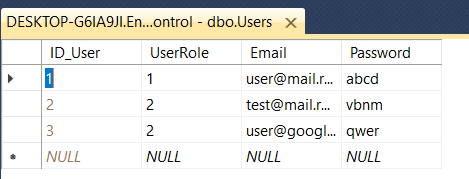 DESKTOP-G6IA9JI.En...ontrol - dbo.Users
ID_User UserRole Email Password
1 1 user@mail.r... abcd
2 2 test@mail.r... vbnm
3 2 user@googl... qwer
NULL NULL NULL NULL